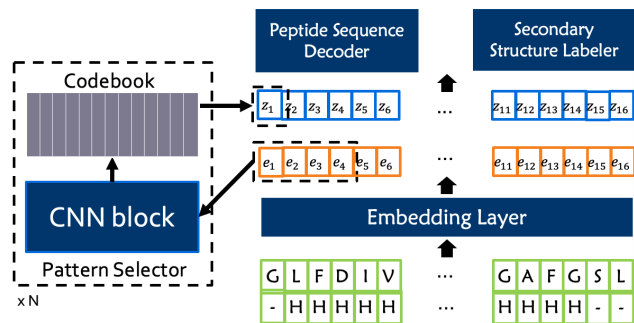 Peptide Sequence
Decoder
Secondary
Structure Labeler
Codebook
z1 z2 z3 z4 z5 z6 ... z11 z12 z13 z14 z15 z16
e1 e2 e3 e4 e5 e6 ... e11 e12 e13 e14 e15 e16
CNN block
Embedding Layer
Pattern Selector
x N
G L F D I V ... G A F G S L
- H H H H H ... H H H H - -